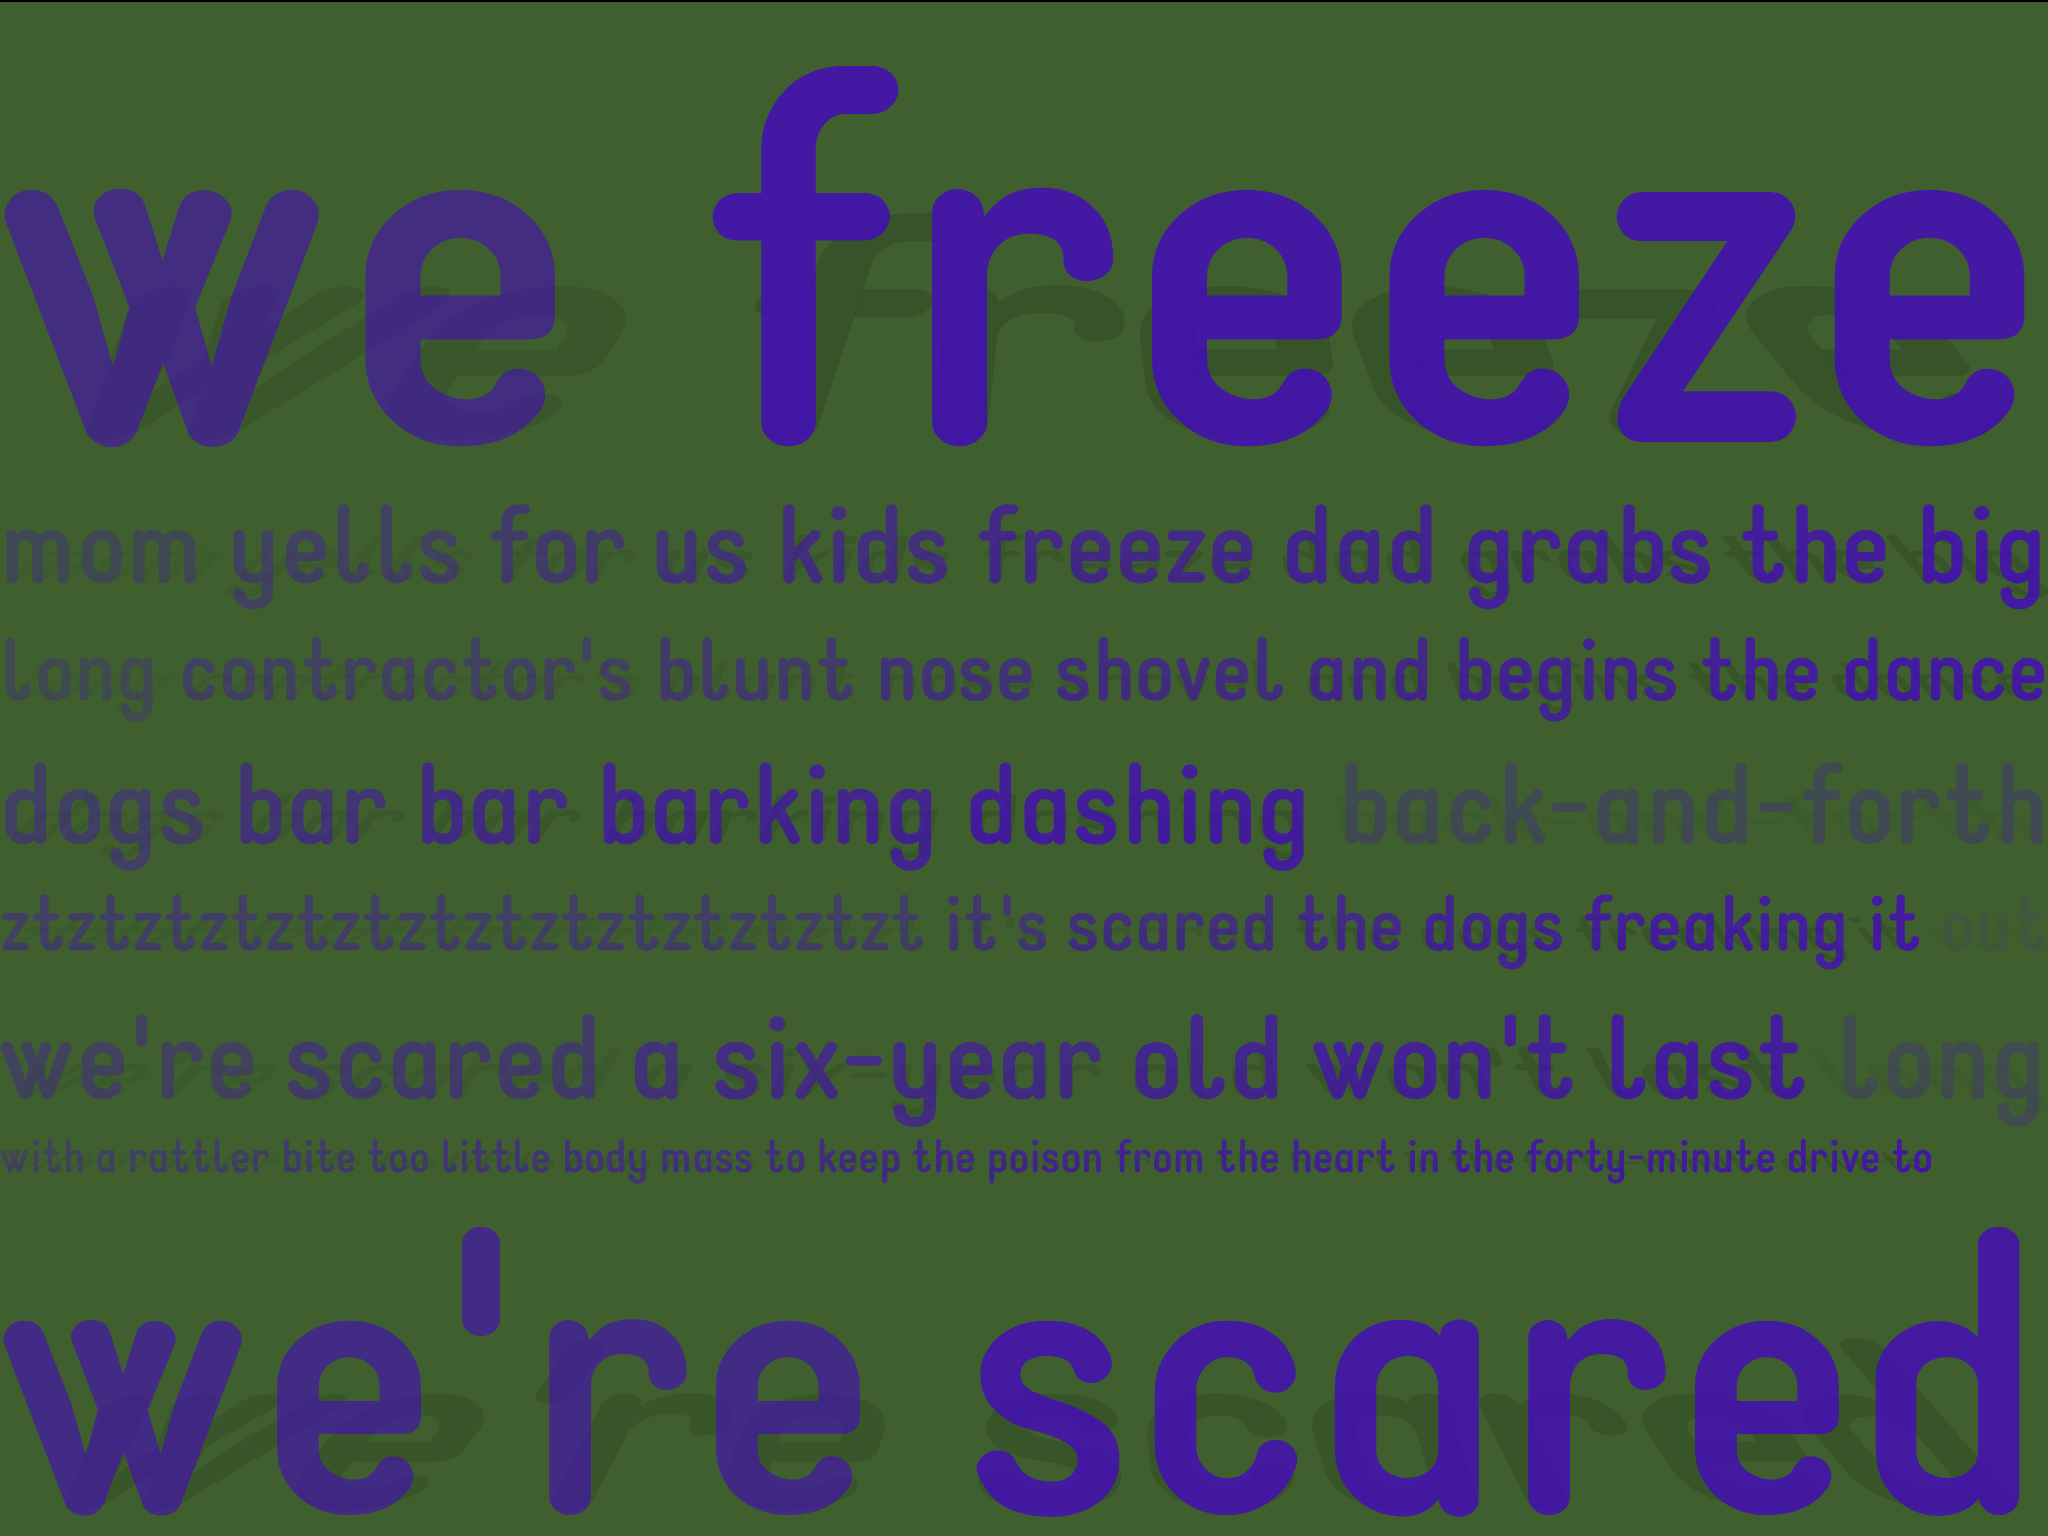 we freeze
mom yells for us kids freeze dad grabs the big
long contractor's blunt nose shovel and begins the dance
dogs bar bar barking dashing back-and-forth
ztztztztztztztztztztztztztzt it's scared the dogs freaking it out
we're scared a six-year old won't last long
with a rattler bite too little body mass to keep the poison from the heart in the forty-minute drive to
we're scared